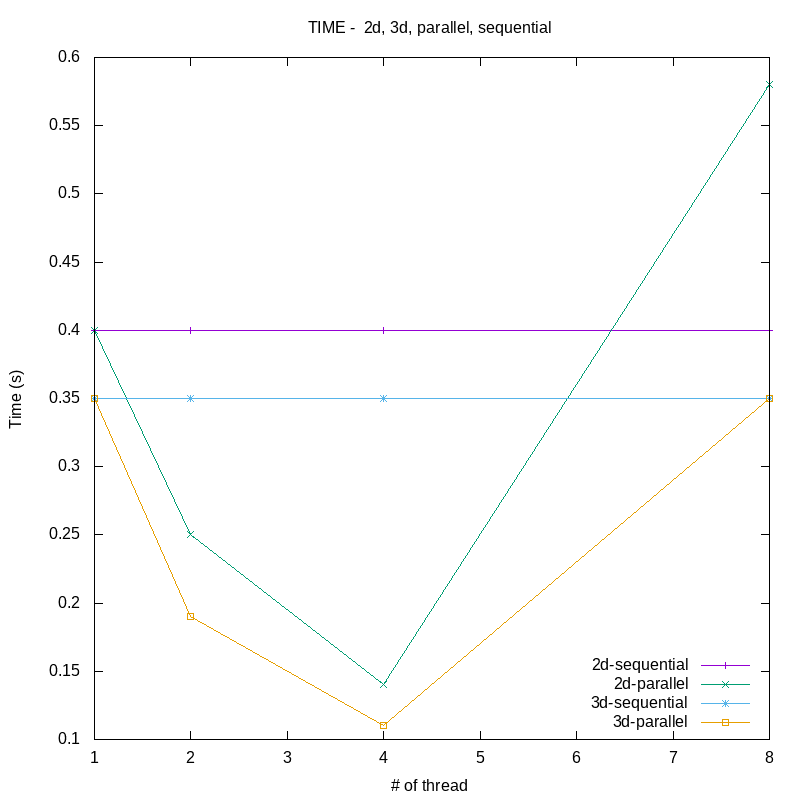 TIME -  2d, 3d, parallel, sequential
0.6
0.55
0.5
0.45
0.4
0.35
0.3
0.25
0.2
0.15
0.1
Time (s)
2d-sequential
2d-parallel
3d-sequential
3d-parallel
1 2 3 4 5 6 7 8
# of thread